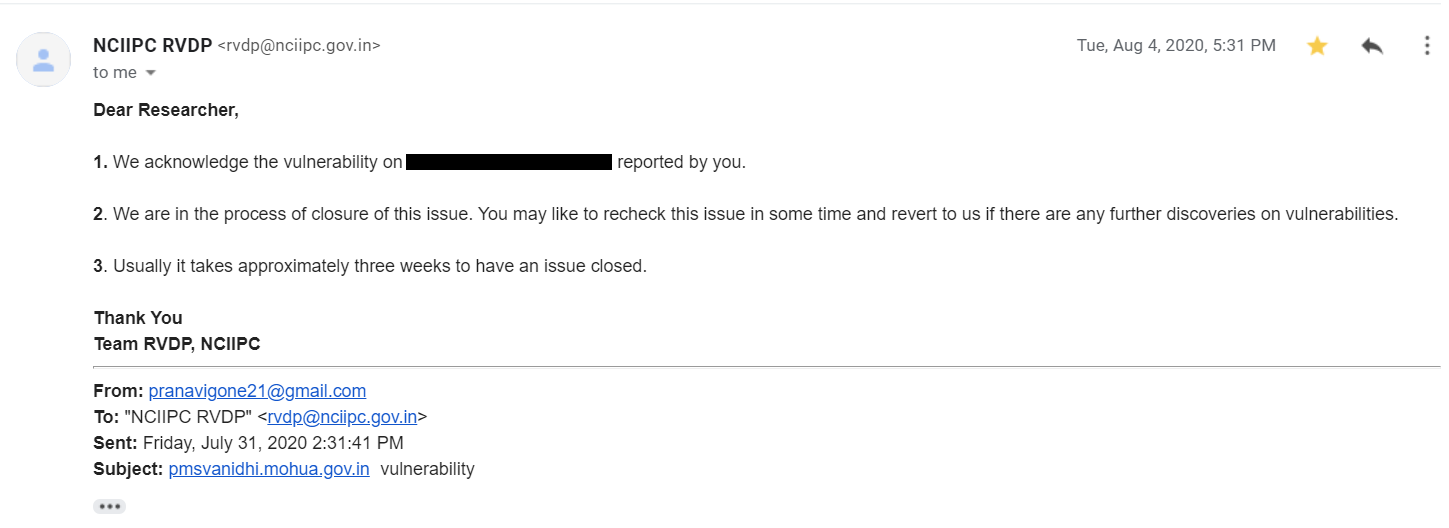 NCIIPC RVDP <rvdp@nciipc.gov.in>
Tue, Aug 4, 2020, 5:31 PM
to me
Dear Researcher,
1. We acknowledge the vulnerability on reported by you.
2. We are in the process of closure of this issue. You may like to recheck this issue in some time and revert to us if there are any further discoveries on vulnerabilities.
3. Usually it takes approximately three weeks to have an issue closed.
Thank You
Team RVDP, NCIIPC
From: pranavigone21@gmail.com
To: "NCIIPC RVDP" <rvdp@nciipc.gov.in>
Sent: Friday, July 31, 2020 2:31:41 PM
Subject: pmsvanidhi.mohua.gov.in vulnerability